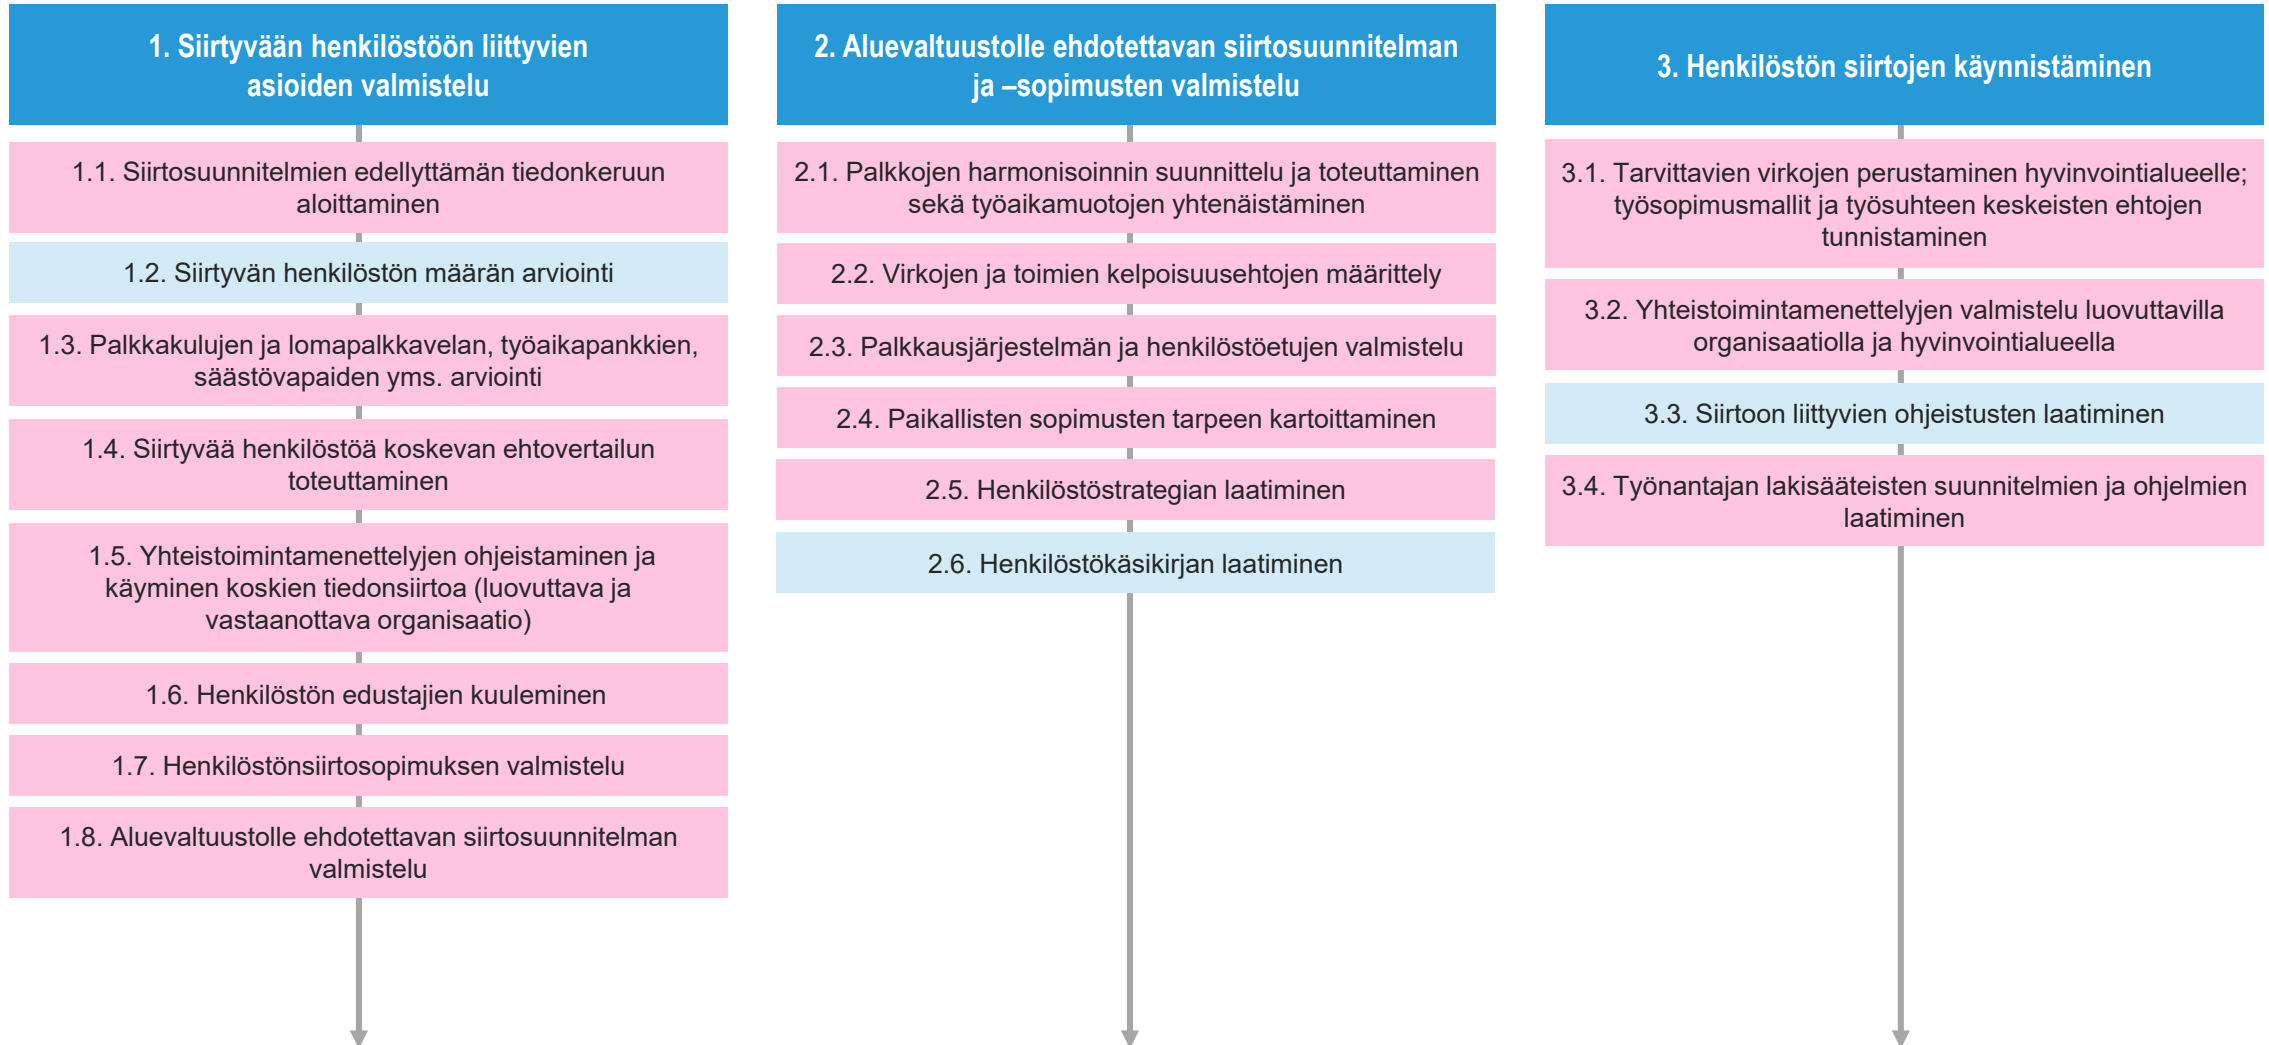 1. Siirtyvään henkilöstöön liittyvien
asioiden valmistelu
1.1. Siirtosuunnitelmien edellyttämän tiedonkeruun
aloittaminen
1.2. Siirtyvän henkilöstön määrän arviointi
1.3. Palkkakulujen ja lomapalkkavelan, työaikapankkien,
säästövapaiden yms. arviointi
1.4. Siirtyvää henkilöstöä koskevan ehtovertailun
toteuttaminen
1.5. Yhteistoimintamenettelyjen ohjeistaminen ja
käyminen koskien tiedonsiirtoa (luovuttava ja
vastaanottava organisaatio)
1.6. Henkilöstön edustajien kuuleminen
1.7. Henkilöstönsiirtosopimuksen valmistelu
1.8. Aluevaltuustolle ehdotettavan siirtosuunnitelman
valmistelu
2. Aluevaltuustolle ehdotettavan siirtosuunnitelman
ja –sopimusten valmistelu
2.1. Palkkojen harmonisoinnin suunnittelu ja toteuttaminen
sekä työaikamuotojen yhtenäistäminen
2.2. Virkojen ja toimien kelpoisuusehtojen määrittely
2.3. Palkkausjärjestelmän ja henkilöstöetujen valmistelu
2.4. Paikallisten sopimusten tarpeen kartoittaminen
2.5. Henkilöstöstrategian laatiminen
2.6. Henkilöstökäsikirjan laatiminen
3. Henkilöstön siirtojen käynnistäminen
3.1. Tarvittavien virkojen perustaminen hyvinvointialueelle;
työsopimusmallit ja työsuhteen keskeisten ehtojen
tunnistaminen
3.2. Yhteistoimintamenettelyjen valmistelu luovuttavilla
organisaatiolla ja hyvinvointialueella
3.3. Siirtoon liittyvien ohjeistusten laatiminen
3.4. Työnantajan lakisääteisten suunnitelmien ja ohjelmien
laatiminen